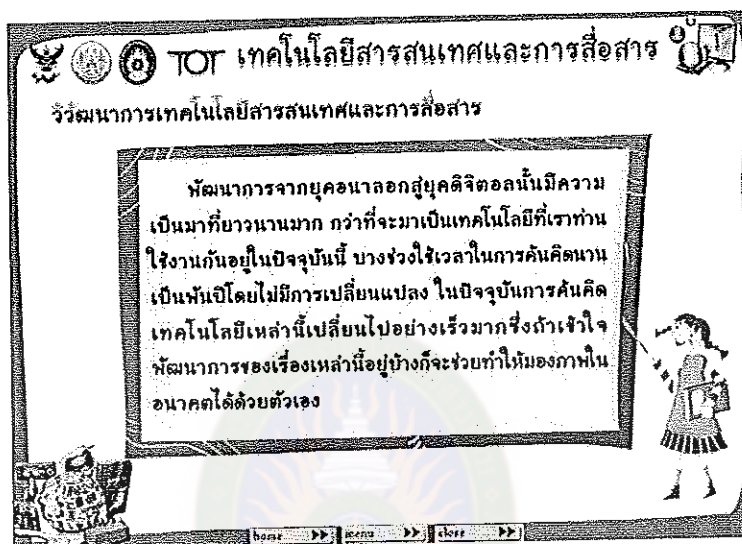 TOT เทคโนโลยีสารสนเทศและการสื่อสาร
วิวัฒนาการเทคโนโลยีสารสนเทศและการสื่อสาร
พัฒนาการจากยุคอนาลอกสู่ยุคดิจิตอลนั้นมีความ
เป็นมาที่ยาวนานมาก กว่าที่จะมาเป็นเทคโนโลยีที่เราท่าน
ใช้งานกันอยู่ในปัจจุบันนี้ บางช่วงใช้เวลาในการค้นคิดนาน
เป็นพันปีโดยไม่มีการเปลี่ยนแปลง ในปัจจุบันการค้นคิด
เทคโนโลยีเหล่านี้เปลี่ยนไปอย่างเร็วมากซึ่งถ้าเข้าใจ
พัฒนาการของเรื่องเหล่านี้อยู่บ้างก็จะช่วยทำให้มองภาพใน
อนาคตได้ด้วยตัวเอง
home menu close